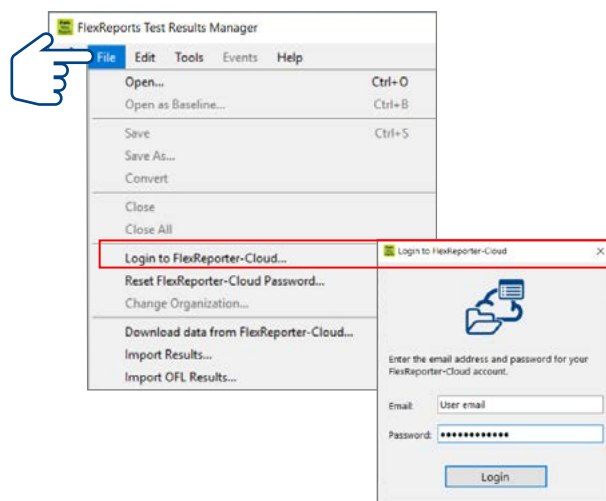 FlexReports Test Results Manager
File Edit Tools Events Help
Open... Ctrl+O
Open as Baseline... Ctrl+B
Save Ctrl+S
Save As...
Convert
Close
Close All
Login to FlexReporter-Cloud...
Reset FlexReporter-Cloud Password...
Change Organization...
Download data from FlexReporter-Cloud...
Import Results...
Import OFL Results...
Login to FlexReporter-Cloud
Enter the email address and password for your
FlexReporter-Cloud account.
Email: User email
Password: ••••••••••••
Login